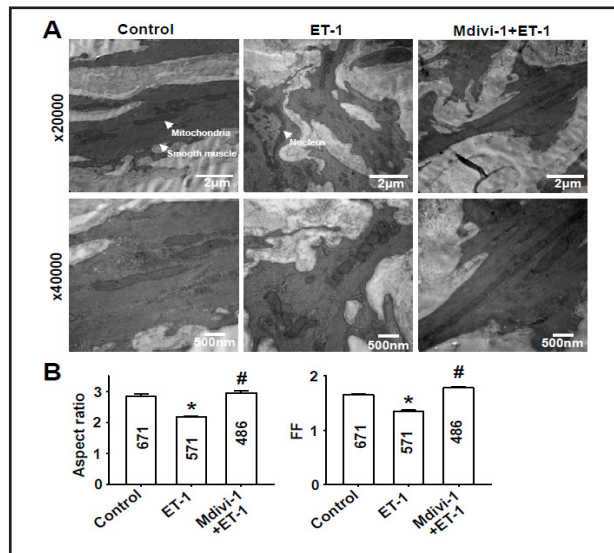 A
Control
ET-1
Mdivi-1+ET-1
x20000
Mitochondria
Smooth muscle
2µm
Nucleus
2µm
2µm
x40000
500nm
500nm
500nm
B
Aspect ratio
3
2
1
0
671
*
571
#
486
Control
ET-1
Mdivi-1
+ET-1
FF
2
1
0
671
*
571
#
486
Control
ET-1
Mdivi-1
+ET-1